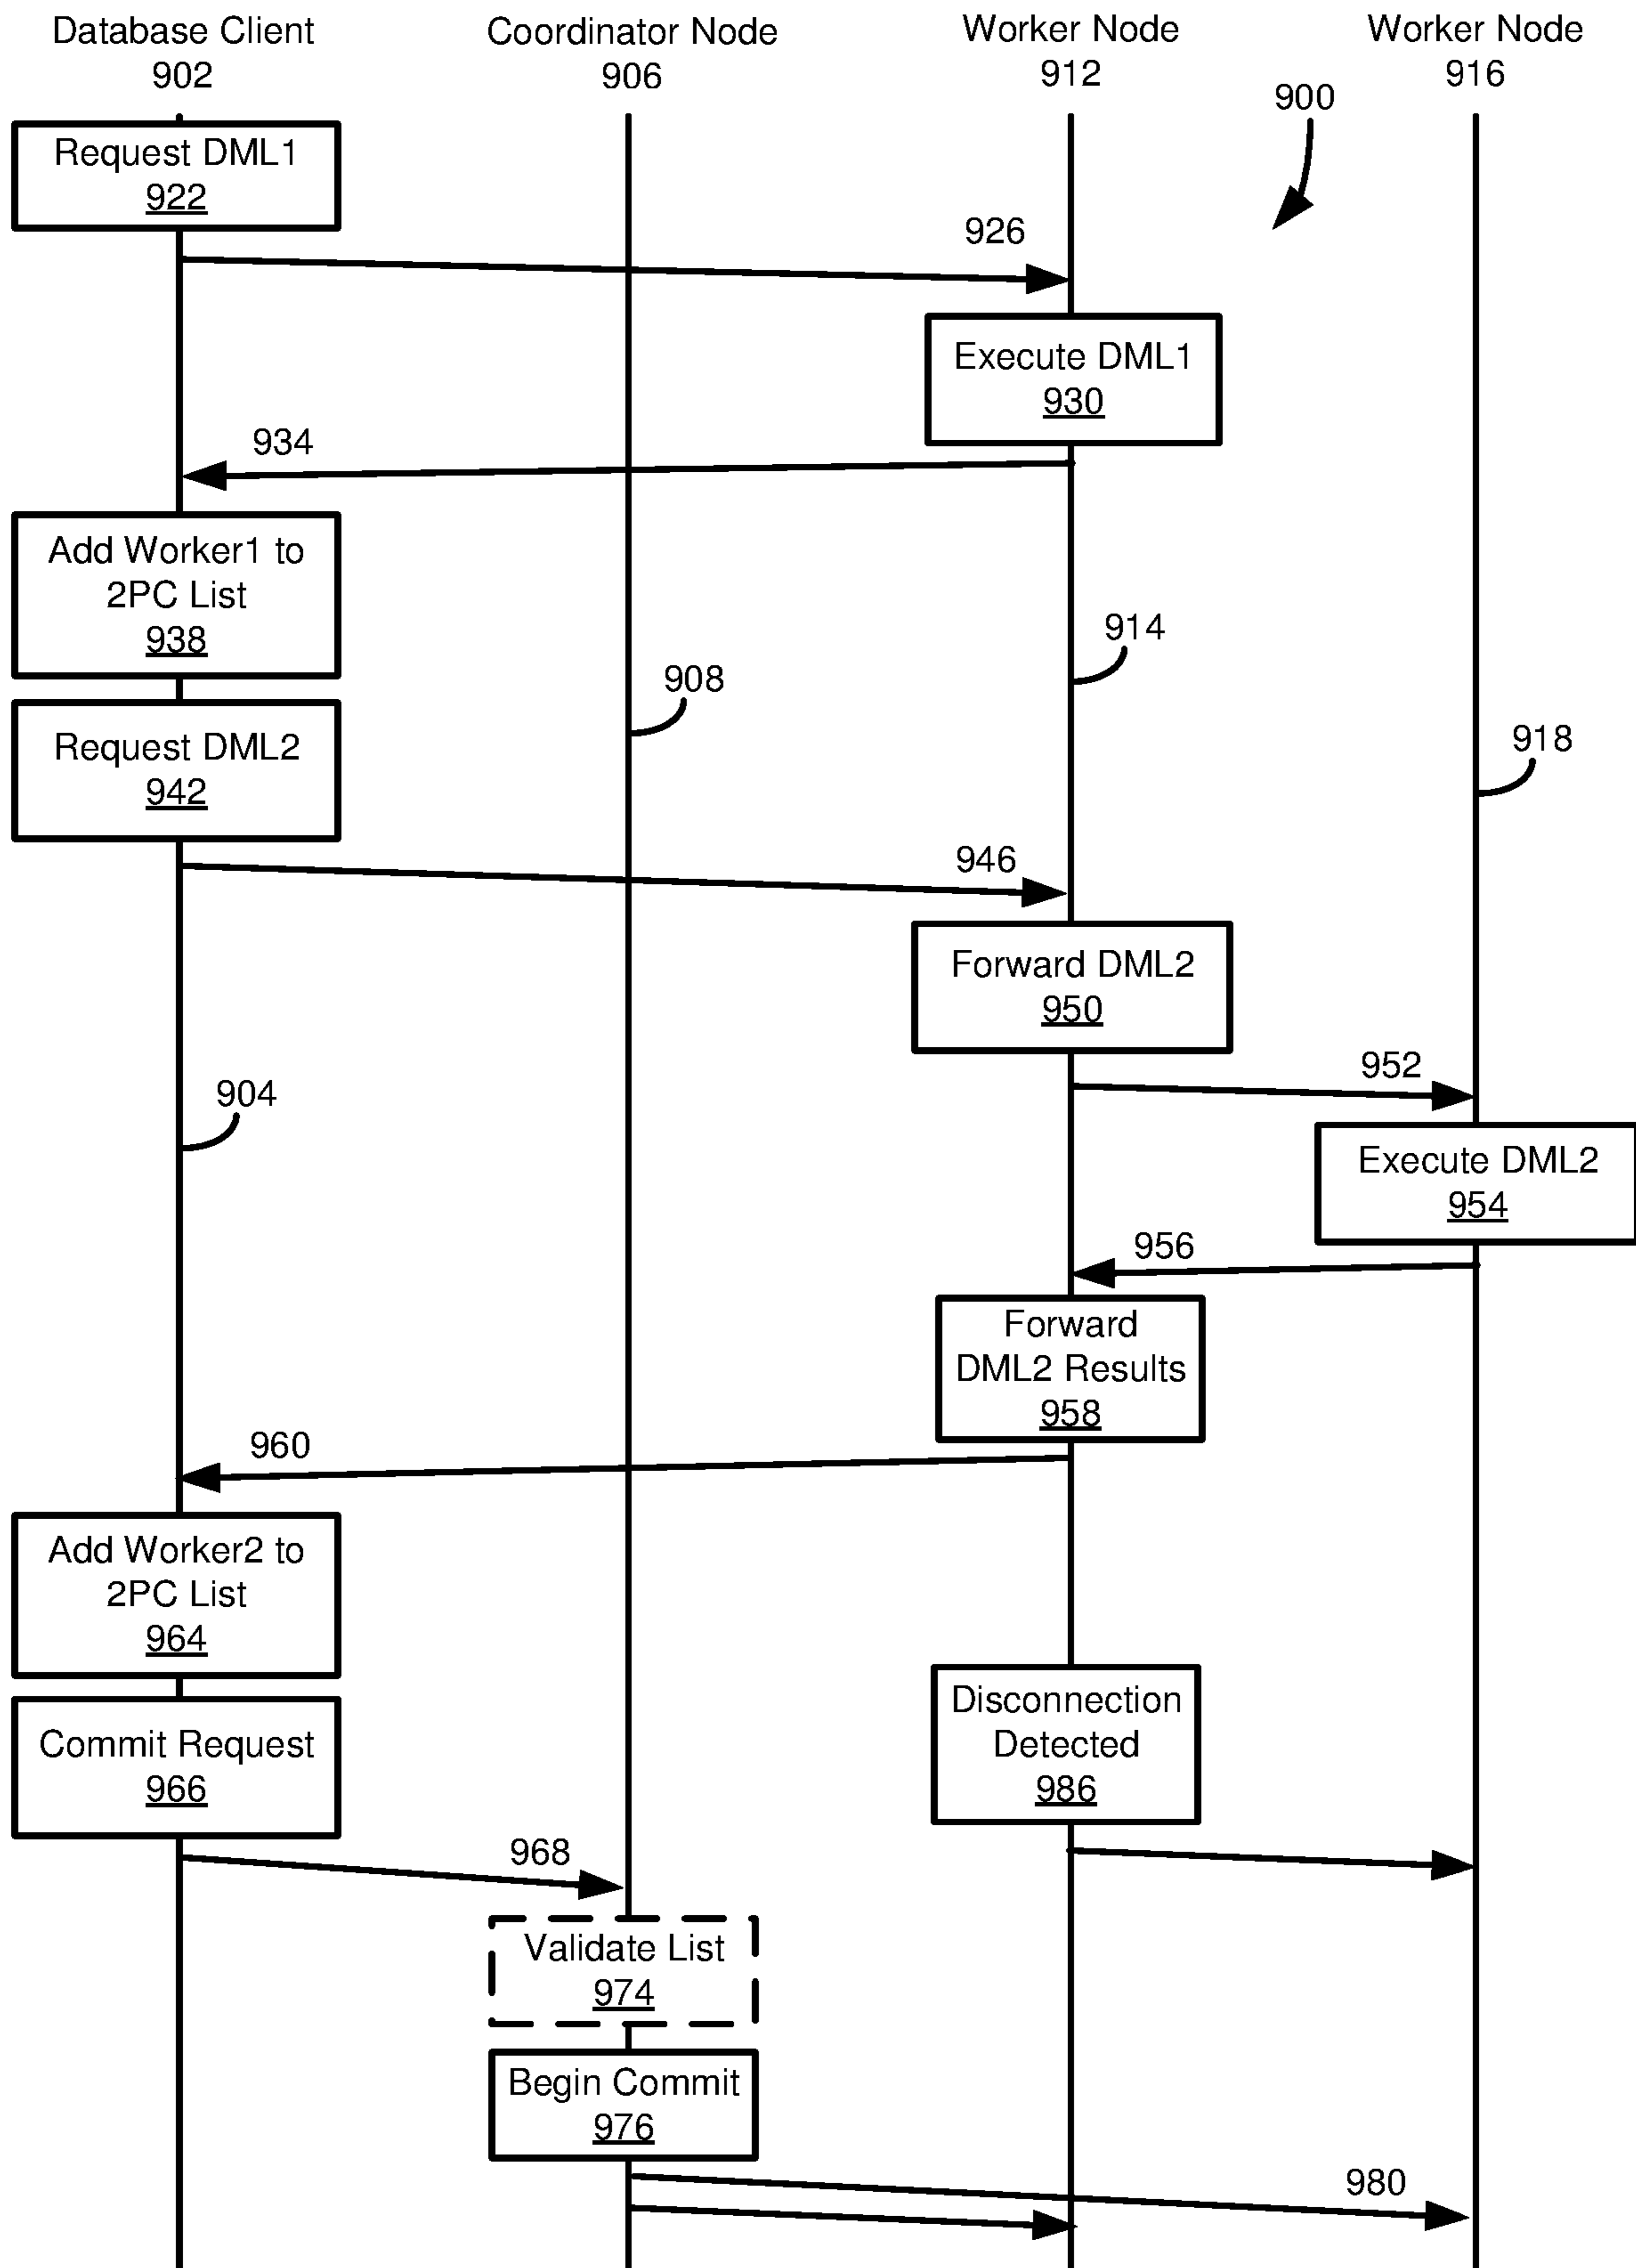 Database Client
902
Coordinator Node
906
Worker Node
912
Worker Node
916
900
Request DML1
922
926
Execute DML1
930
934
Add Worker1 to
2PC List
938
914
908
Request DML2
942
918
946
Forward DML2
950
952
904
Execute DML2
954
956
Forward
DML2 Results
958
960
Add Worker2 to
2PC List
964
Disconnection
Detected
986
Commit Request
966
968
Validate List
974
Begin Commit
976
980